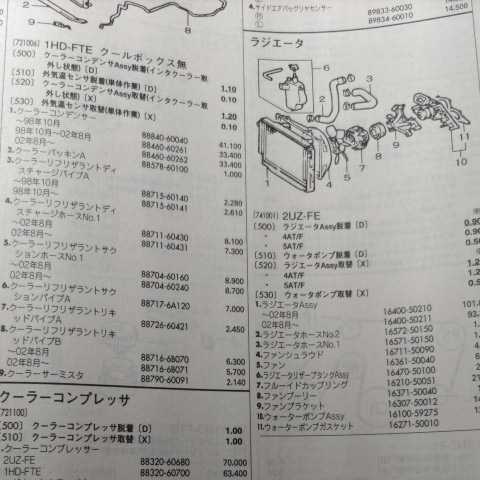 8
[721006] 1HD-FTE クールボックス無
[500] クーラーコンデンサAssy脱着(インタクーラー取
外し状態) [D] 1.10
[510] 外気温センサ脱着(単体作業) [D] 0.10
[520] クーラーコンデンサAssy取替(インタクーラー取
外し状態) [X] 1.20
[530] 外気温センサ取替(単体作業) [X] 0.10
1.クーラーコンデンサー
～98年10月～ 88840-60040
98年10月～02年8月 88460-60261 41.100
～02年8月 88460-60262 33.400
2.クーラーパッキンA 88578-60100 33.400
3.クーラーリフリザラントディ 1.000
スチャージパイプA
～98年10月～ 88715-60140 2.280
98年10月～ 88715-60141 2.610
4.クーラーリフリザラントディ
スチャージホースNo.1
～02年8月 88711-60430 8.100
～02年8月～ 88711-60431 7.300
5.クーラーリフリザラントサク
ションホースNo.1
～02年8月 88704-60160 8.900
～02年8月～ 88704-60240 8.700
6.クーラーリフリザラントサク
ションパイプA 88717-6A120 7.000
7.クーラーリフリザラントリキ
ッドパイプA 88726-60421 2.450
8.クーラーリフリザラントリキ
ッドパイプB
～02年8月 88716-6B070 6.300
～02年8月～ 88716-6B071 5.700
9.クーラーサーミスタ 88790-60091 2.140
クーラーコンプレッサ
[721100]
[500] クーラーコンプレッサ脱着 [D] 1.00
[510] クーラーコンプレッサ取替 [X] 1.00
1.クーラーコンプレッサー
2UZ-FE 88320-60680 70.000
1HD-FTE 88320-60700 63.400
4.サイドエアバッグリヤセンサー
89833-60030
89834-60010 14.500
ラジエータ
6
2
3
1
4
5
7
8
9
11
10
[741001] 2UZ-FE
[500] ラジエータAssy脱着 [D]
〃 4AT/F 0.90
〃 5AT/F
[510] ウォータポンプ脱着 [D]
[520] ラジエータAssy取替 [X]
〃 4AT/F
〃 5AT/F
[530] ウォータポンプ取替 [X]
1.ラジエータAssy
～02年8月 16400-50210
02年8月～ 16400-50211
2.ラジエータホースNo.2 16572-50150
3.ラジエータホースNo.1 16571-50150
4.ファンシュラウド 16711-50090
5.ファン 16361-50040
6.ラジエータリザーブタンクAssy 16470-50100
7.フルイドカップリング 16210-50051
8.ファンプーリー 16371-50040
9.ファンブラケット 16307-50012
10.ウォーターポンプAssy 16100-59275
11.ウォータポンプガスケット 16271-50010